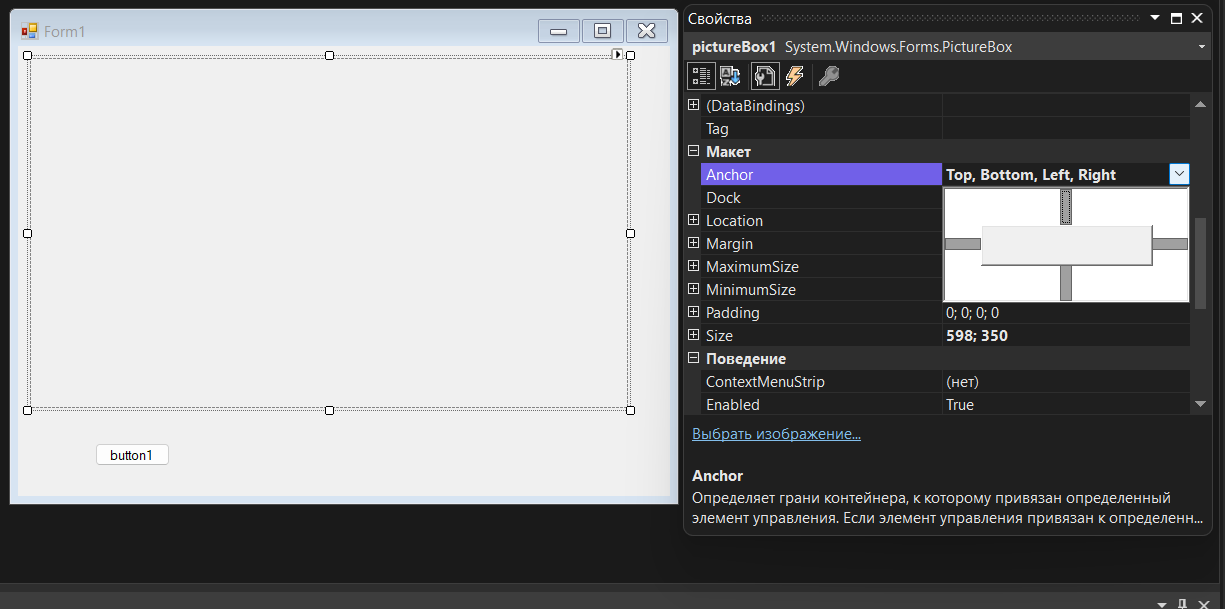 Form1
button1
Свойства
pictureBox1 System.Windows.Forms.PictureBox
(DataBindings)
Tag
Макет
Anchor Top, Bottom, Left, Right
Dock
Location
Margin
MaximumSize
MinimumSize
Padding 0; 0; 0; 0
Size 598; 350
Поведение
ContextMenuStrip (нет)
Enabled True
Выбрать изображение...
Anchor
Определяет грани контейнера, к которому привязан определенный
элемент управления. Если элемент управления привязан к определенн...